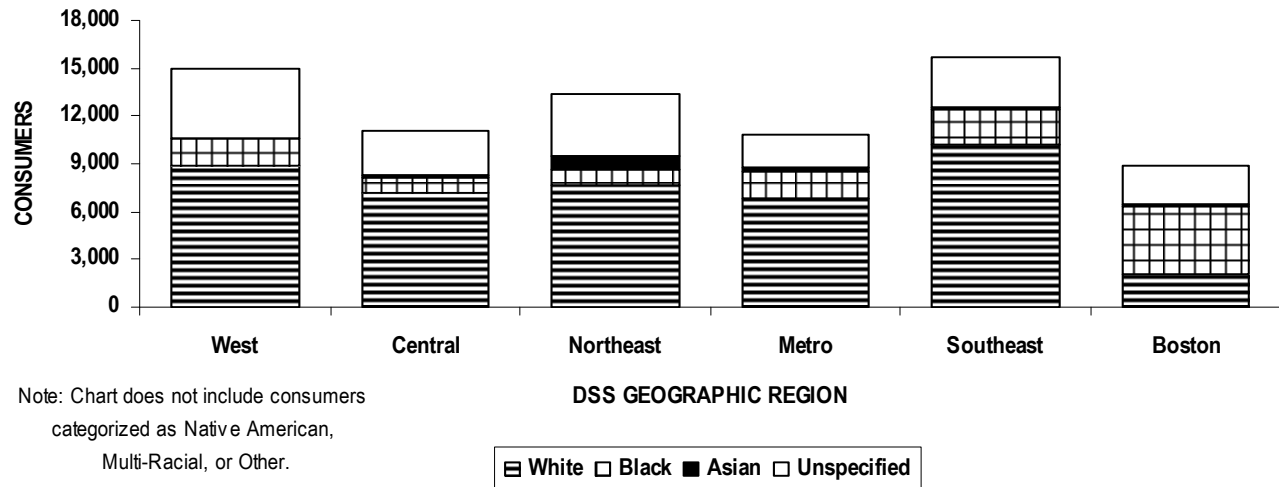 18,000
15,000
12,000
9,000
6,000
3,000
0
CONSUMERS
West Central Northeast Metro Southeast Boston
DSS GEOGRAPHIC REGION
Note: Chart does not include consumers
categorized as Native American,
Multi-Racial, or Other.
White Black Asian Unspecified